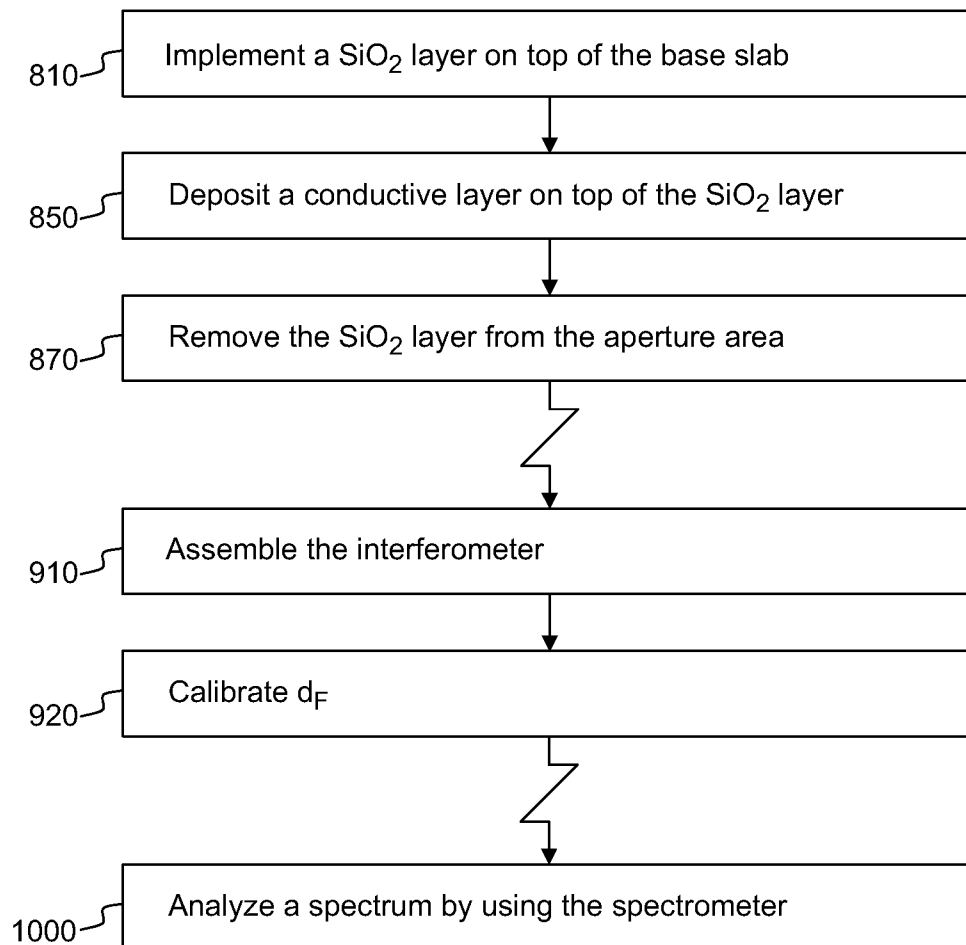 810 Implement a SiO₂ layer on top of the base slab
850 Deposit a conductive layer on top of the SiO₂ layer
870 Remove the SiO₂ layer from the aperture area
910 Assemble the interferometer
920 Calibrate d_F
1000 Analyze a spectrum by using the spectrometer